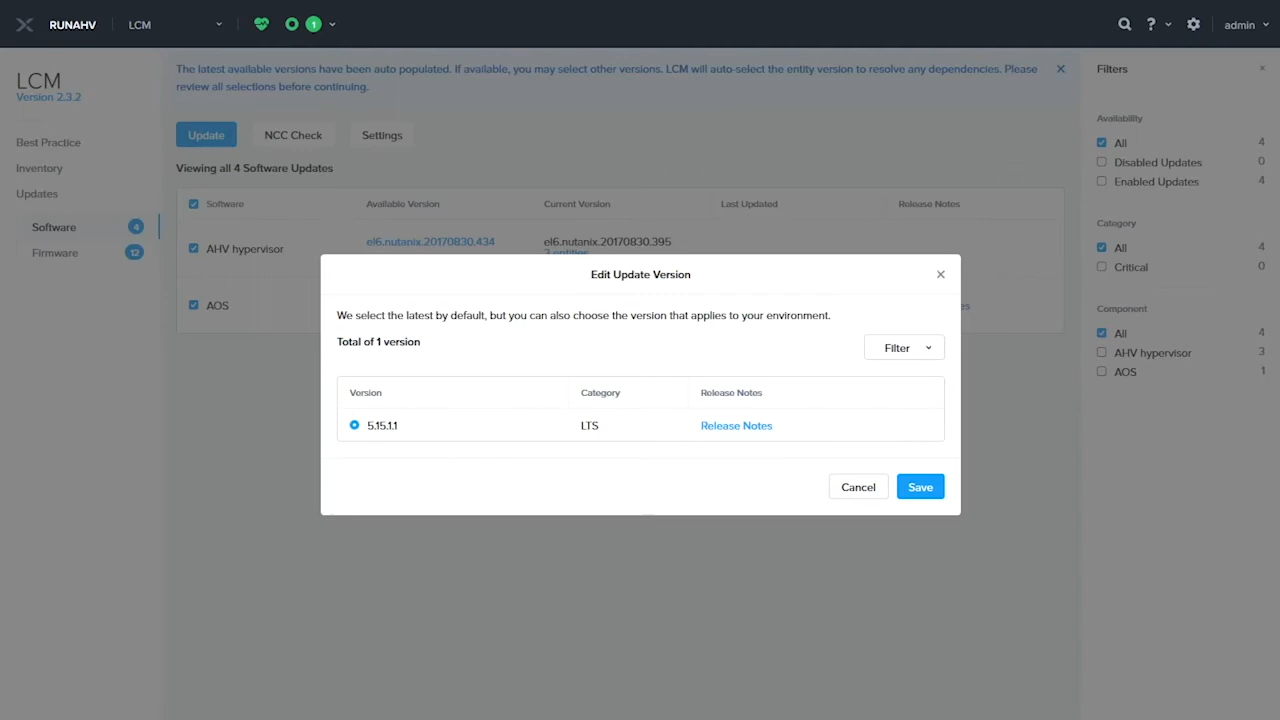 RUNAHV LCM 1 ? admin
LCM
Version 2.3.2
Best Practice
Inventory
Updates
Software 4
Firmware 12
The latest available versions have been auto populated. If available, you may select other versions. LCM will auto-select the entity version to resolve any dependencies. Please
review all selections before continuing.
Update NCC Check Settings
Viewing all 4 Software Updates
Software Available Version Current Version Last Updated Release Notes
AHV hypervisor el6.nutanix.20170830.434 el6.nutanix.20170830.395
3 entities
AOS
Edit Update Version
We select the latest by default, but you can also choose the version that applies to your environment.
Total of 1 version
Filter
Version Category Release Notes
5.15.1.1 LTS Release Notes
Cancel Save
Filters
Availability
All 4
Disabled Updates 0
Enabled Updates 4
Category
All 4
Critical 0
Component
All 4
AHV hypervisor 3
AOS 1